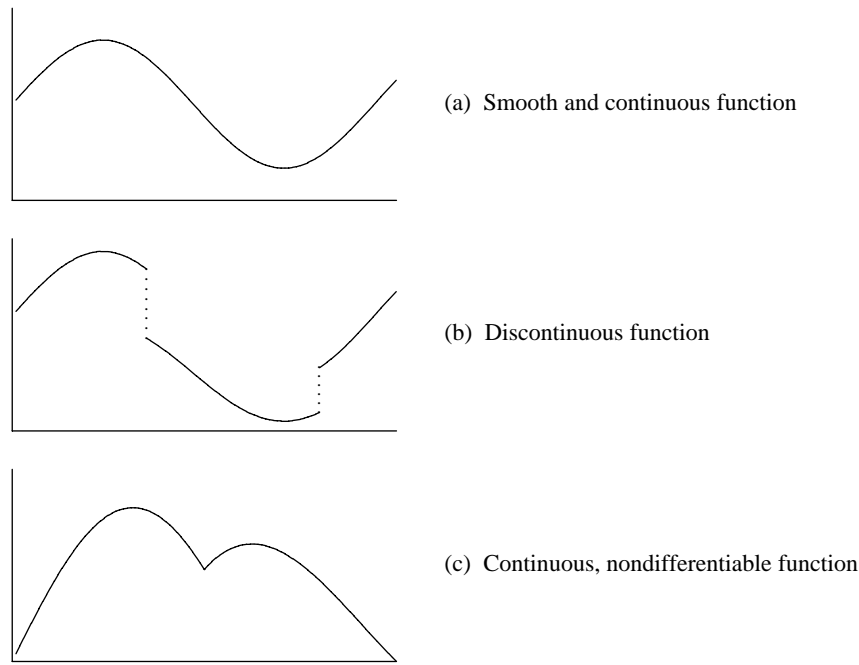 (a) Smooth and continuous function
(b) Discontinuous function
(c) Continuous, nondifferentiable function